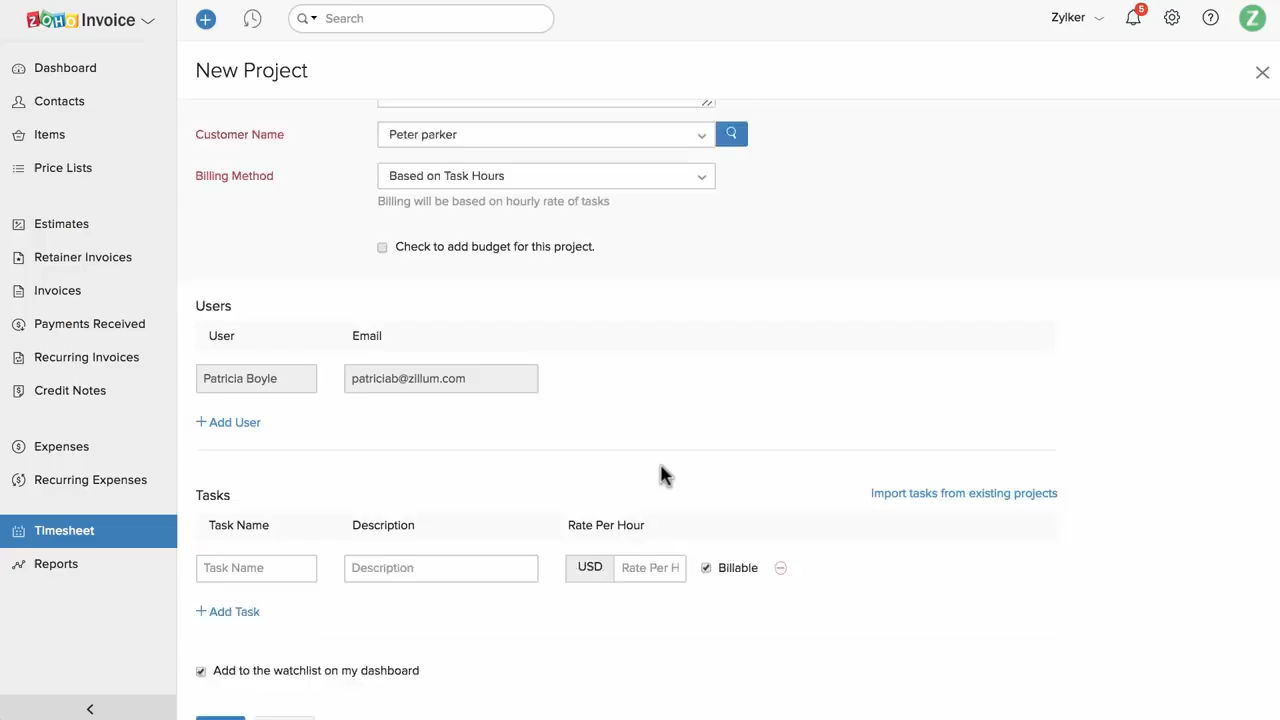 ZOHO Invoice
Search
Zylker
5
Z
Dashboard
Contacts
Items
Price Lists
Estimates
Retainer Invoices
Invoices
Payments Received
Recurring Invoices
Credit Notes
Expenses
Recurring Expenses
Timesheet
Reports
New Project
Customer Name
Peter parker
Billing Method
Based on Task Hours
Billing will be based on hourly rate of tasks
Check to add budget for this project.
Users
User Email
Patricia Boyle patriciab@zillum.com
+ Add User
Tasks
Import tasks from existing projects
Task Name Description Rate Per Hour
Task Name Description USD Rate Per H Billable
+ Add Task
Add to the watchlist on my dashboard